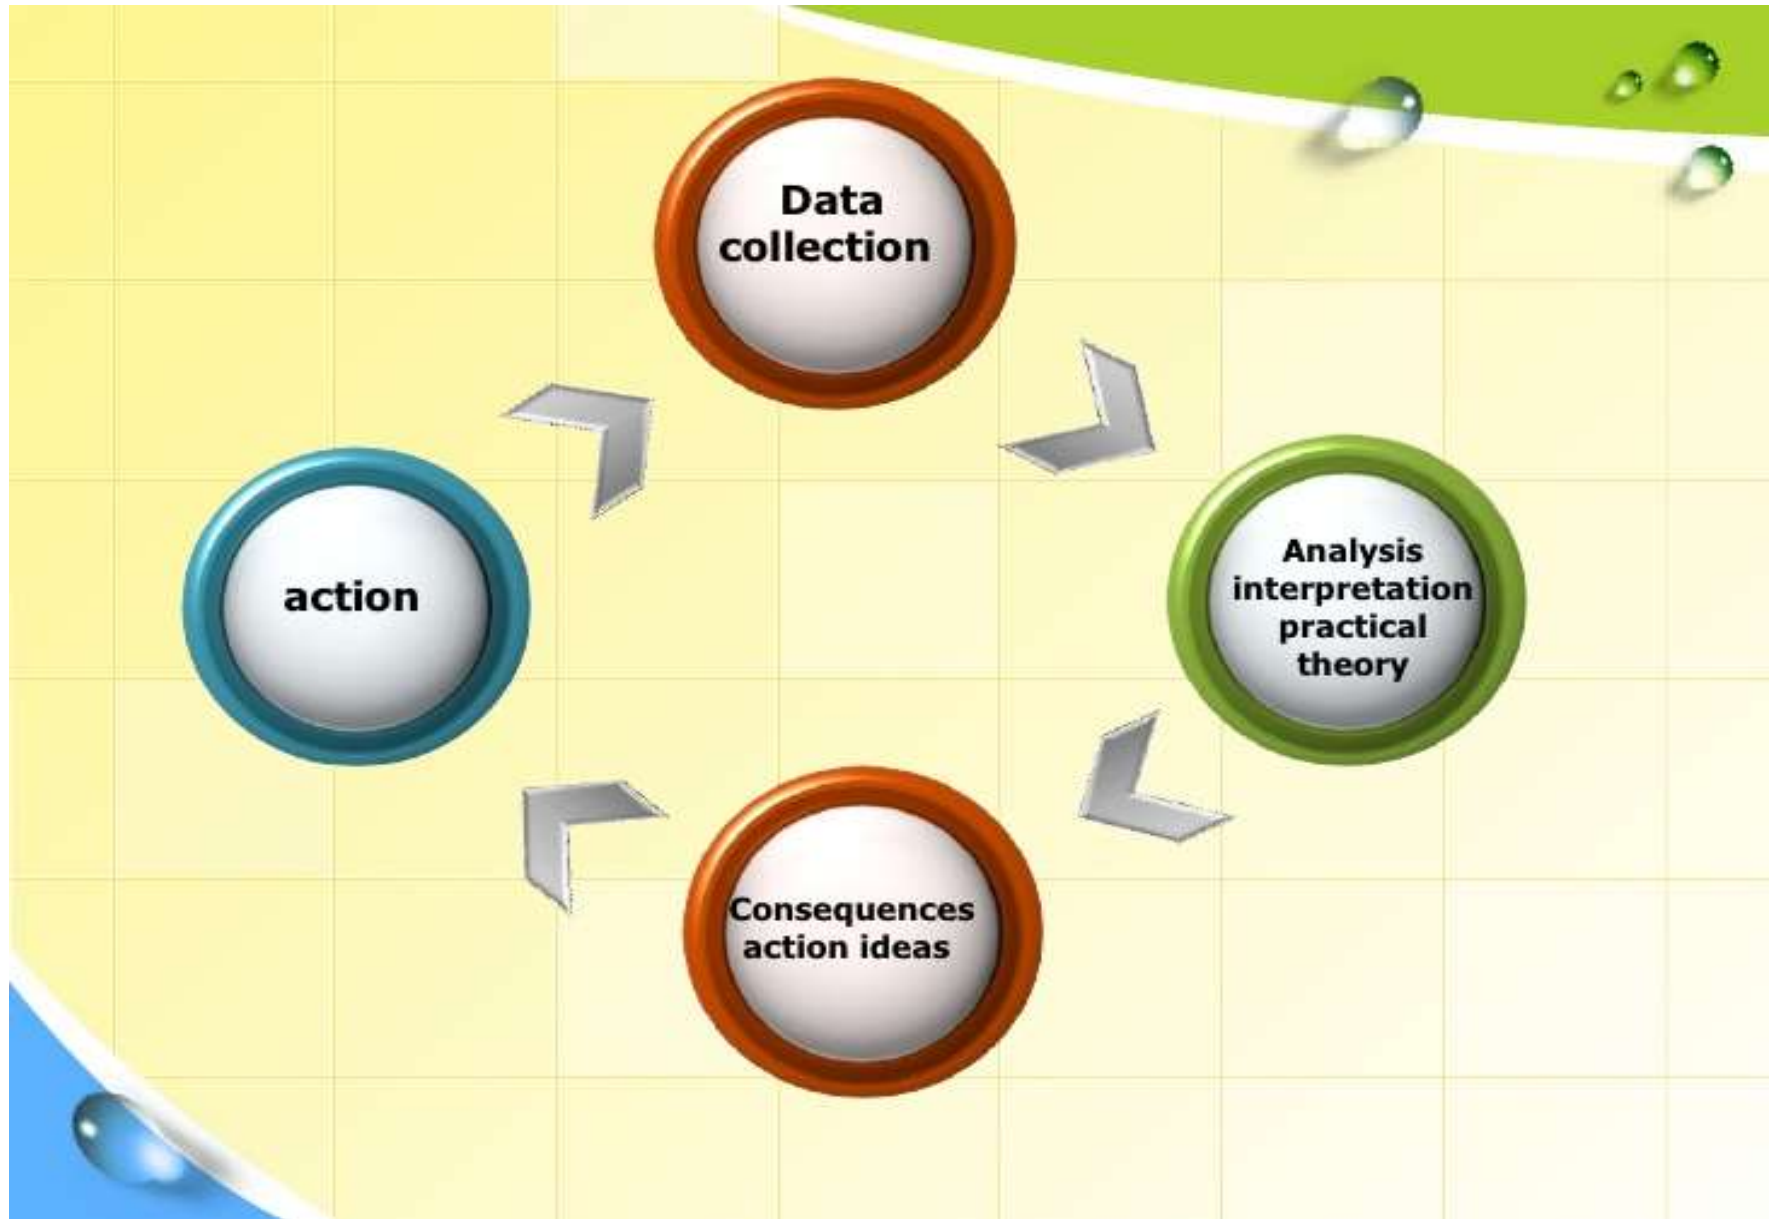 Data
collection
Analysis
interpretation
practical
theory
Consequences
action ideas
action